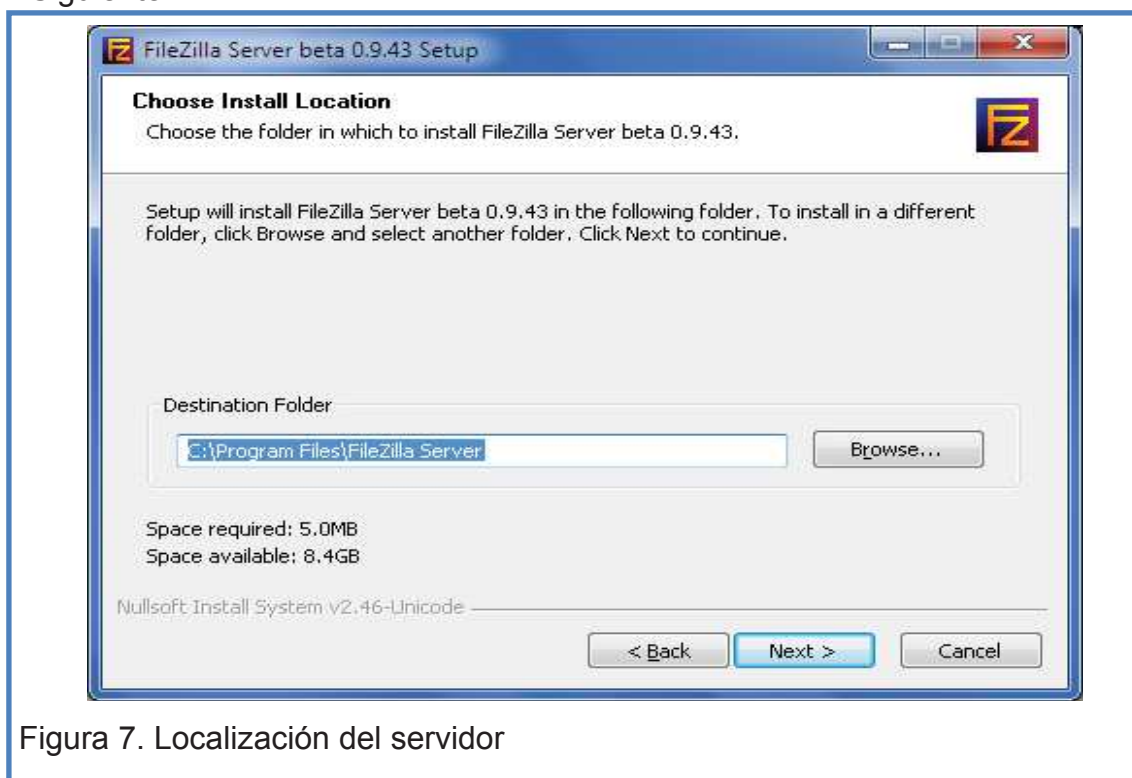 FileZilla Server beta 0.9.43 Setup
Choose Install Location
Choose the folder in which to install FileZilla Server beta 0.9.43.
FZ
Setup will install FileZilla Server beta 0.9.43 in the following folder. To install in a different
folder, click Browse and select another folder. Click Next to continue.
Destination Folder
C:\Program Files\FileZilla Server
Browse...
Space required: 5.0MB
Space available: 8.4GB
Nullsoft Install System v2.46-Unicode
< Back
Next >
Cancel
Figura 7. Localización del servidor